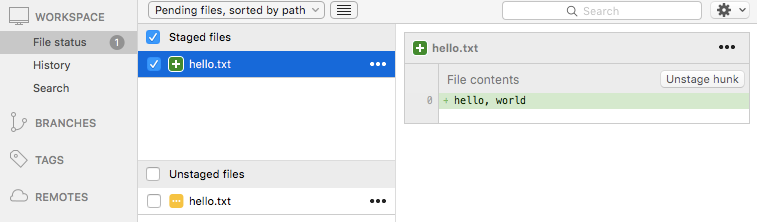 WORKSPACE
File status 1
History
Search
BRANCHES
TAGS
REMOTES
Pending files, sorted by path
Search
Staged files
hello.txt
Unstaged files
hello.txt
hello.txt
File contents
Unstage hunk
0 + hello, world